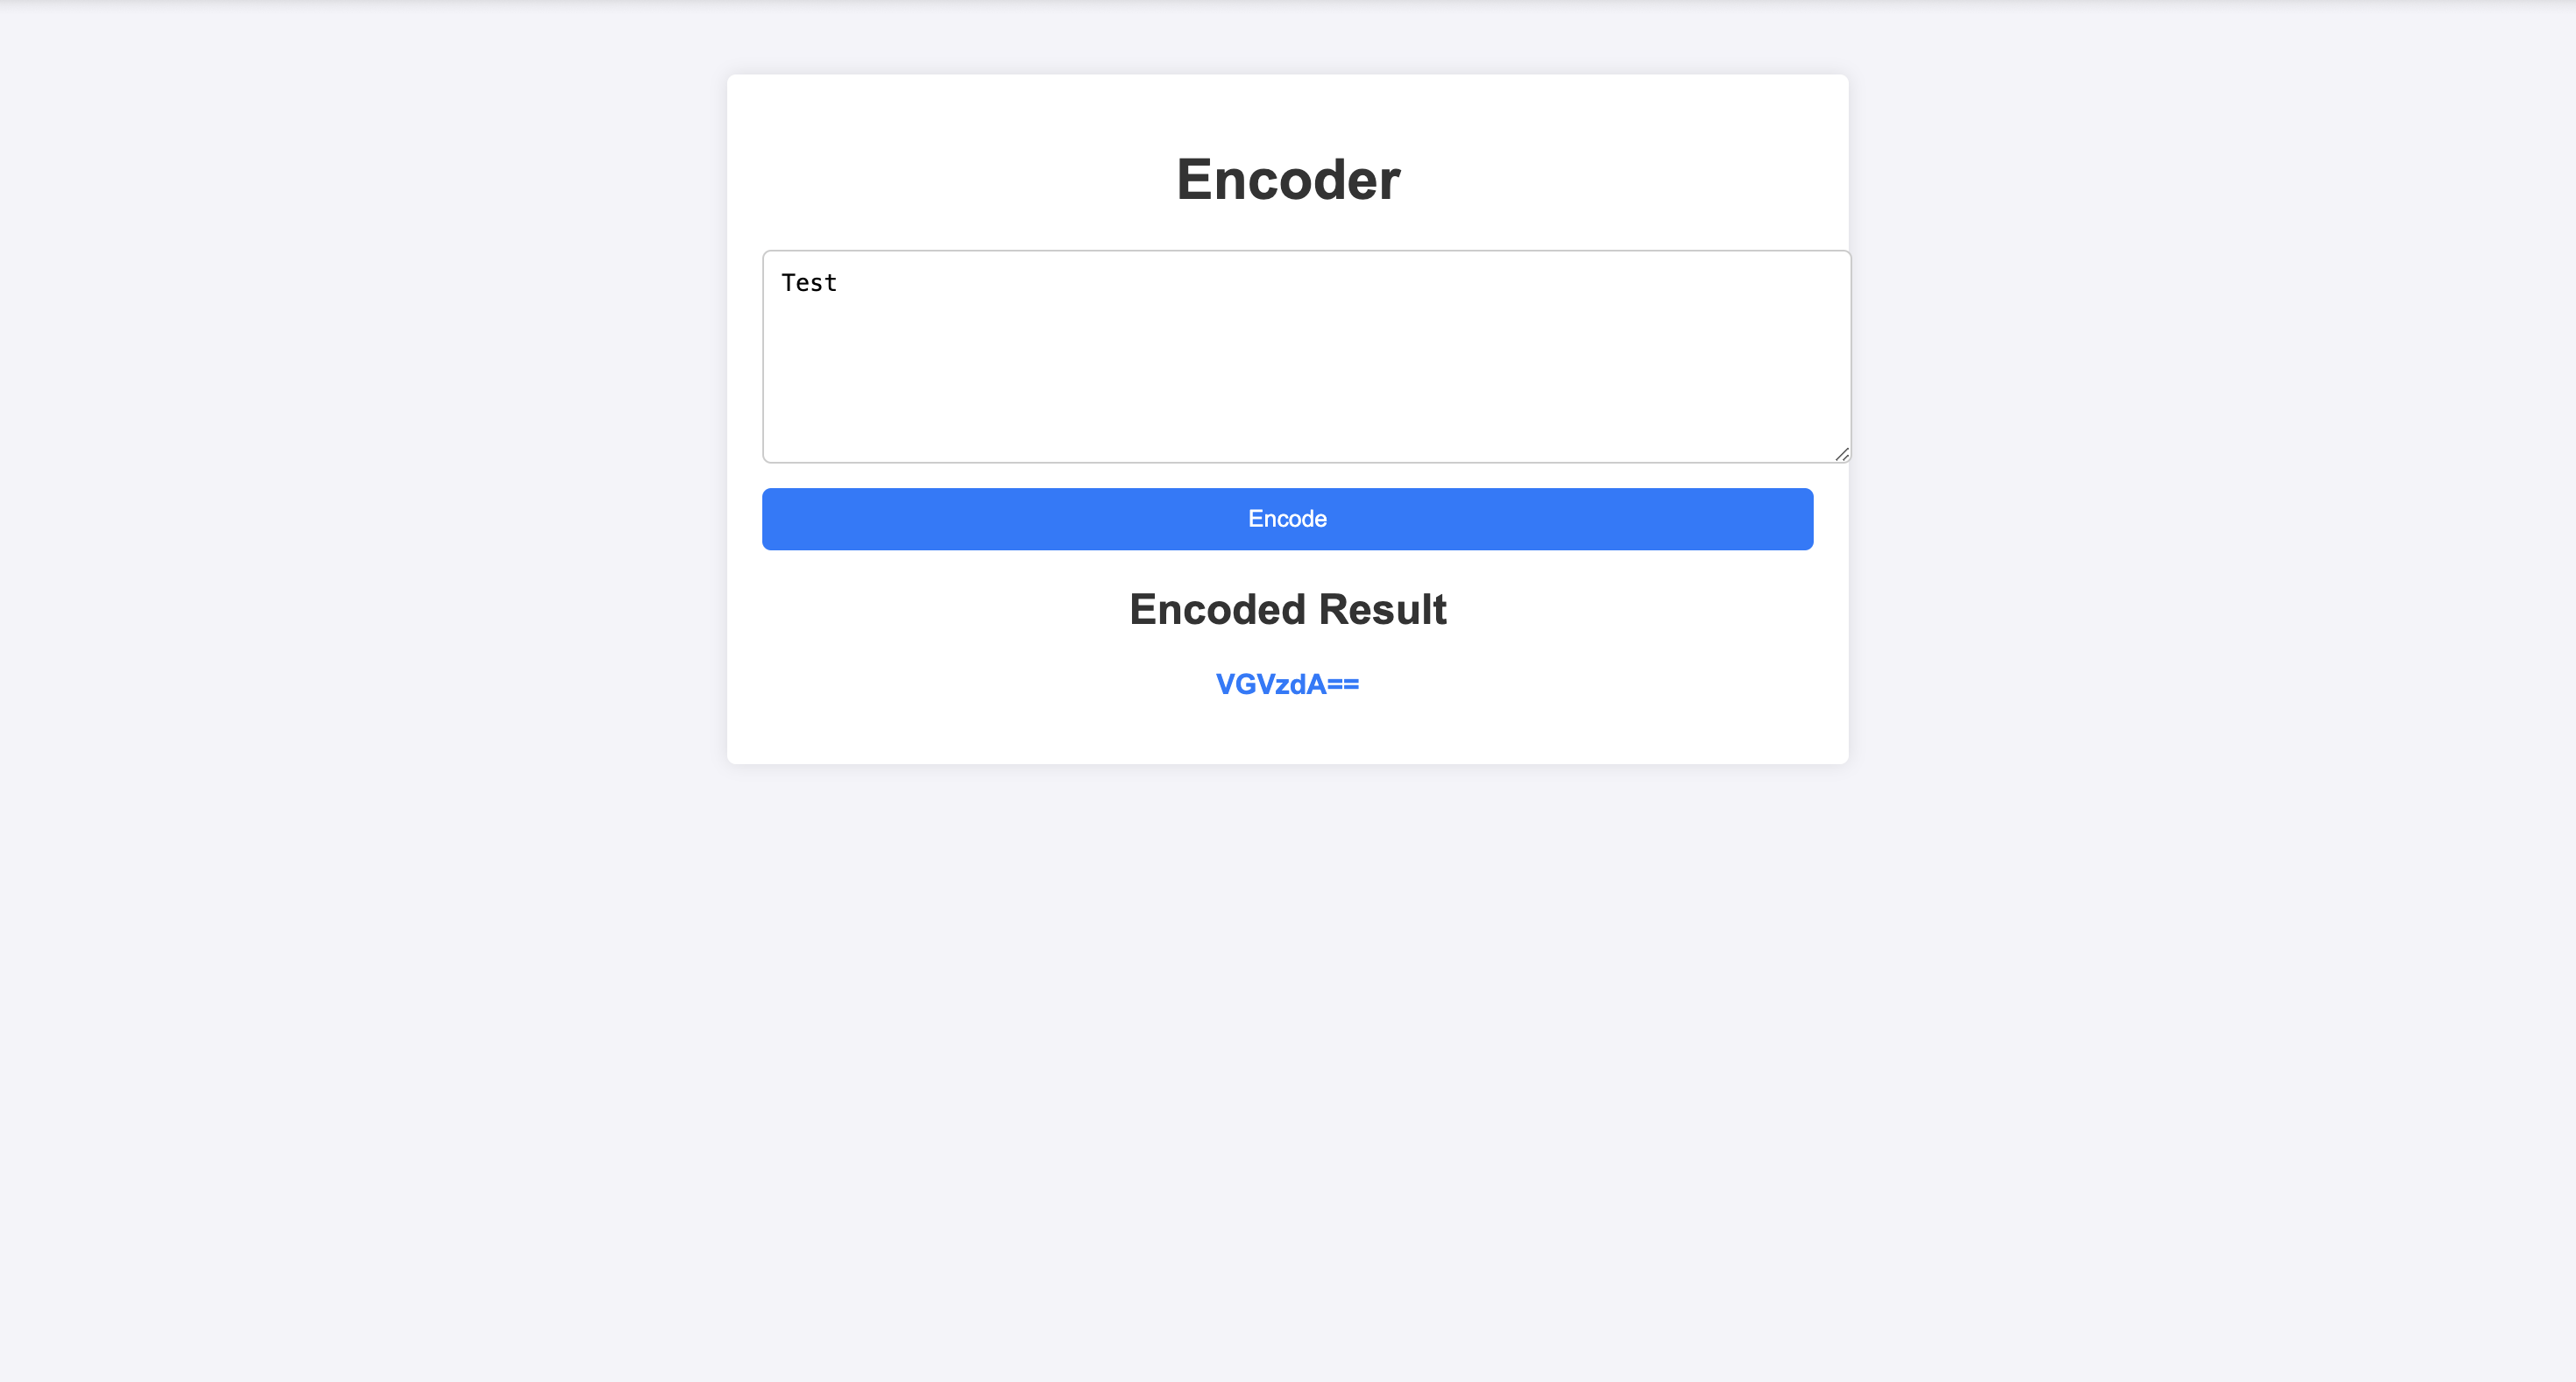 Encoder
Test
Encode
Encoded Result
VGVzdA==